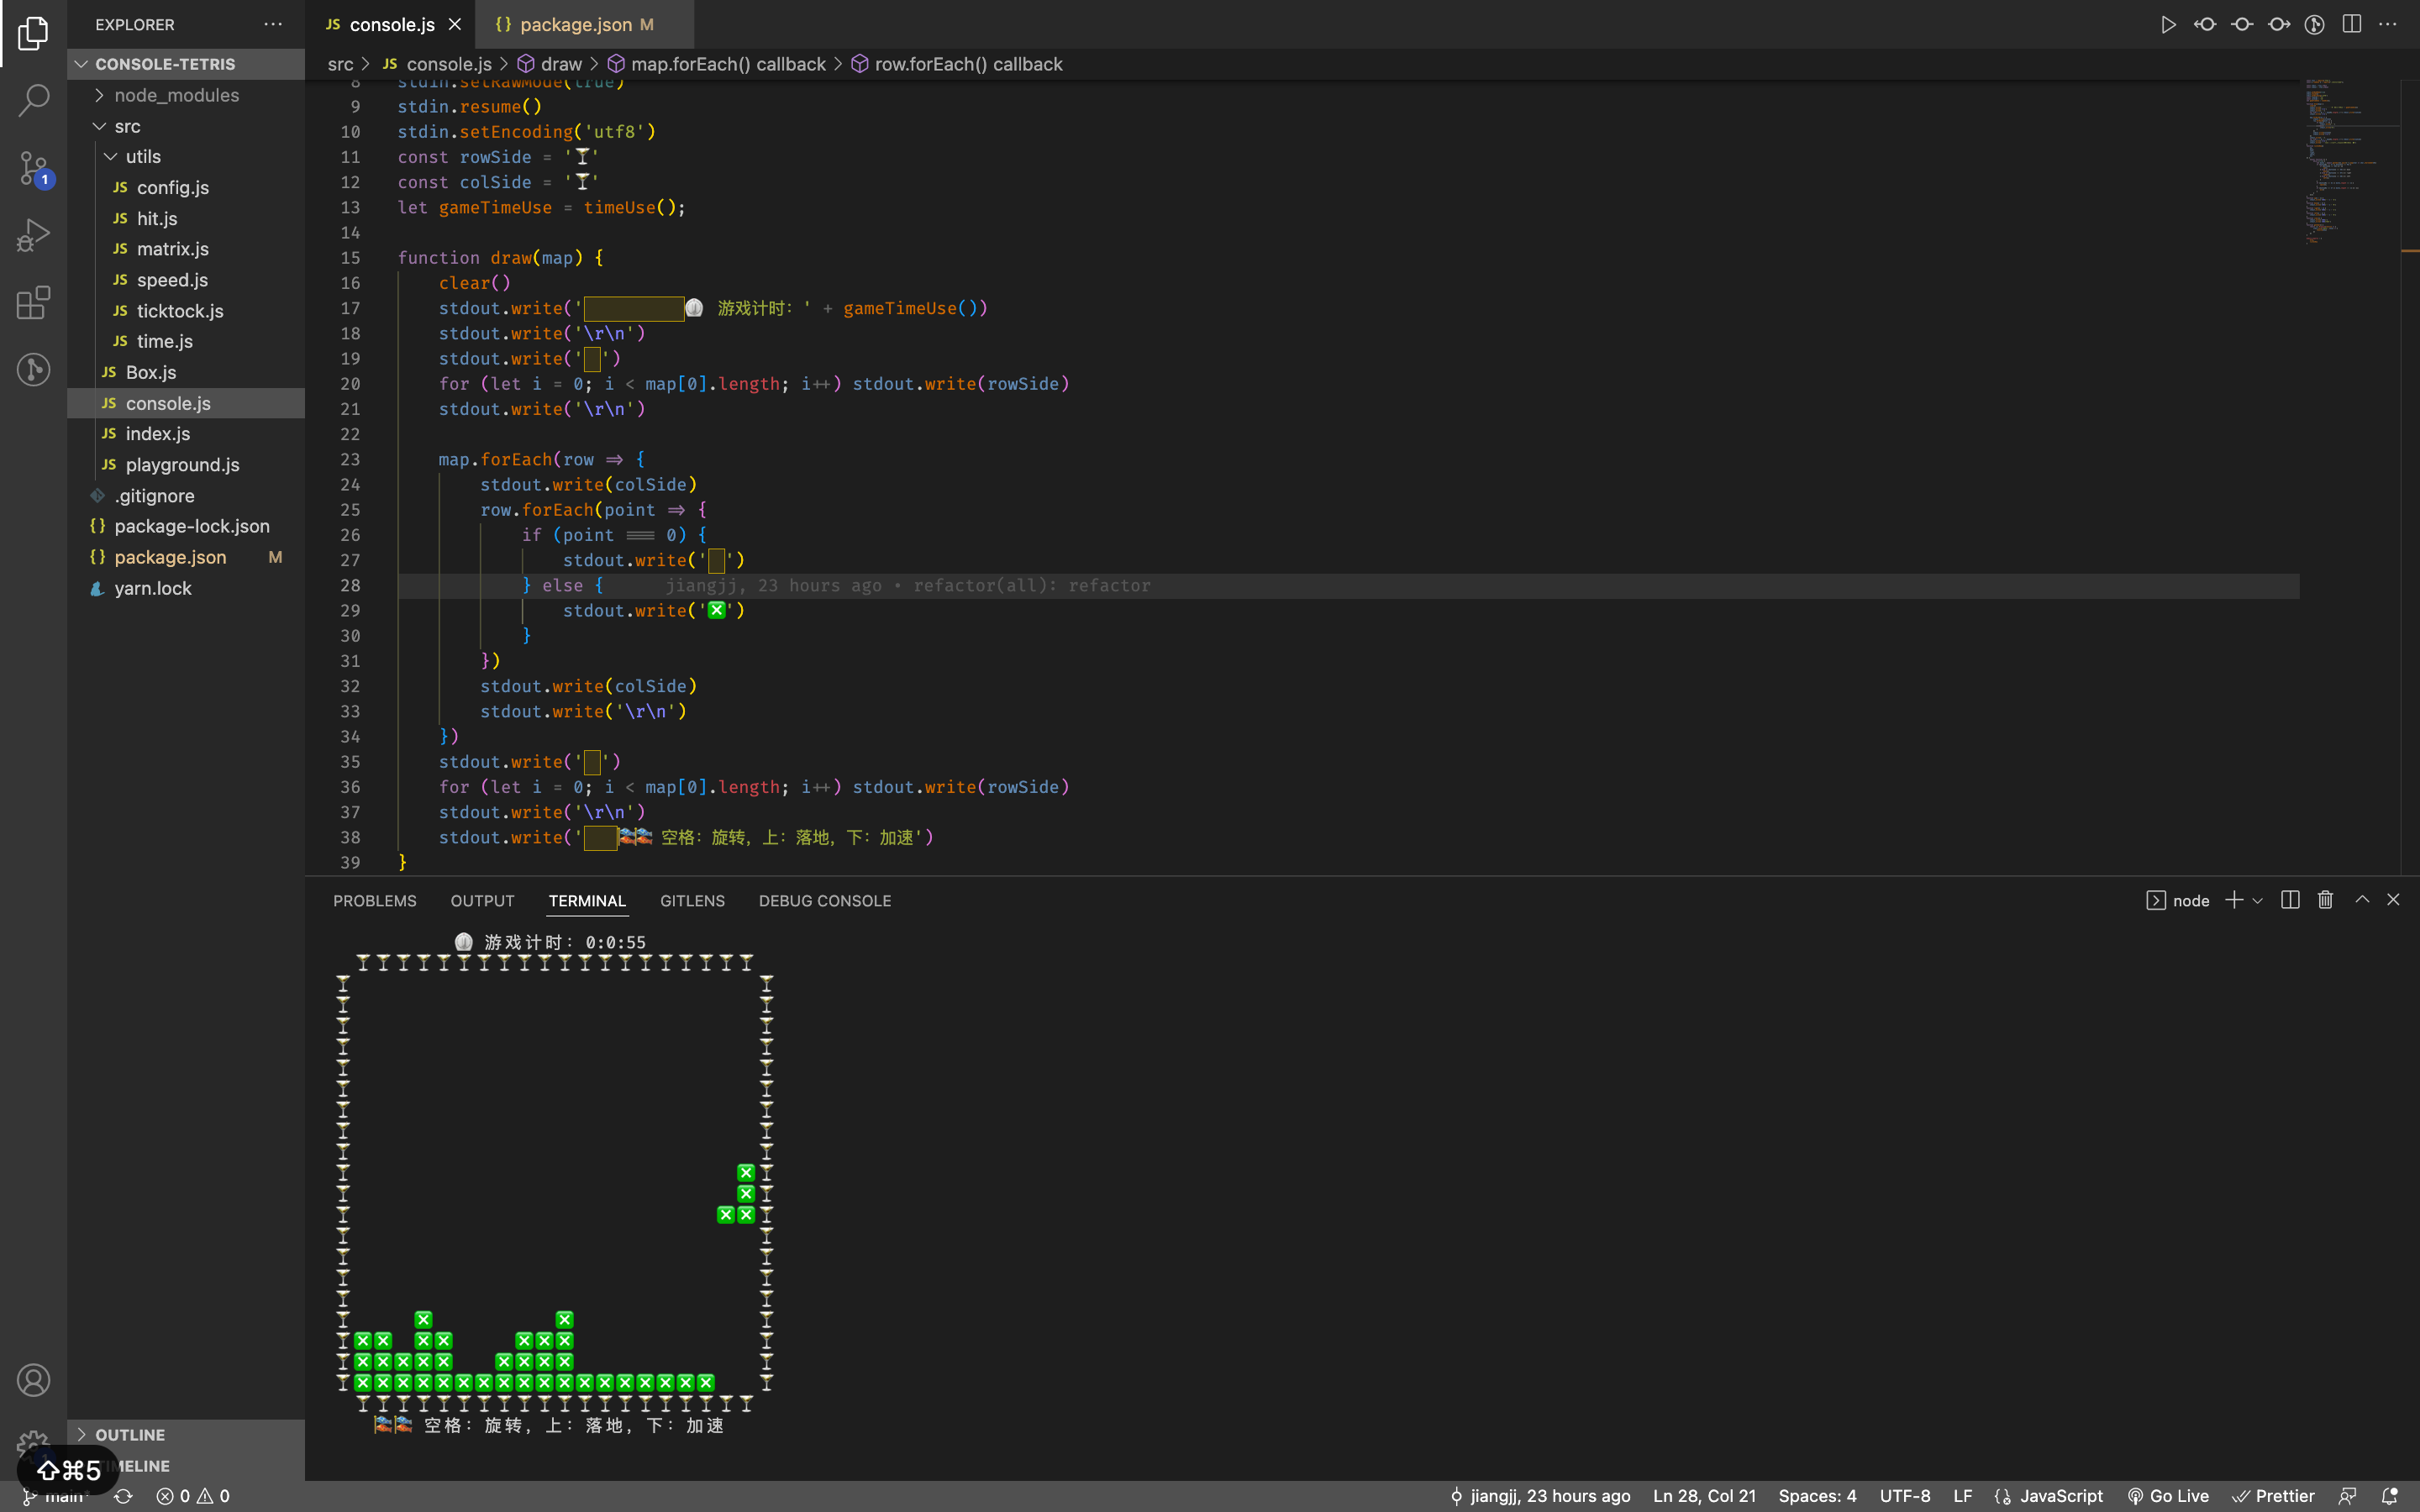 EXPLORER
CONSOLE-TETRIS
node_modules
src
utils
JS config.js
JS hit.js
JS matrix.js
JS speed.js
JS ticktock.js
JS time.js
JS Box.js
JS console.js
JS index.js
JS playground.js
.gitignore
{} package-lock.json
{} package.json M
yarn.lock
OUTLINE
TIMELINE
⇧⌘5
JS console.js
{} package.json M
src > JS console.js > draw > map.forEach() callback > row.forEach() callback
8 stdin.setRawMode(true)
9 stdin.resume()
10 stdin.setEncoding('utf8')
11 const rowSide = '🍸'
12 const colSide = '🍸'
13 let gameTimeUse = timeUse();
14
15 function draw(map) {
16 clear()
17 stdout.write('            🐚 游戏计时：' + gameTimeUse())
18 stdout.write('\r\n')
19 stdout.write('  ')
20 for (let i = 0; i < map[0].length; i++) stdout.write(rowSide)
21 stdout.write('\r\n')
22
23 map.forEach(row => {
24 stdout.write(colSide)
25 row.forEach(point => {
26 if (point === 0) {
27 stdout.write('  ')
28 } else { jiangjj, 23 hours ago • refactor(all): refactor
29 stdout.write('❎')
30 }
31 })
32 stdout.write(colSide)
33 stdout.write('\r\n')
34 })
35 stdout.write('  ')
36 for (let i = 0; i < map[0].length; i++) stdout.write(rowSide)
37 stdout.write('\r\n')
38 stdout.write('    🎏🎏 空格：旋转，上：落地，下：加速')
39 }
PROBLEMS OUTPUT TERMINAL GITLENS DEBUG CONSOLE
node
游戏计时：0:0:55
🎏🎏 空格：旋转，上：落地，下：加速
main* 0 0
jiangjj, 23 hours ago Ln 28, Col 21 Spaces: 4 UTF-8 LF JavaScript Go Live Prettier